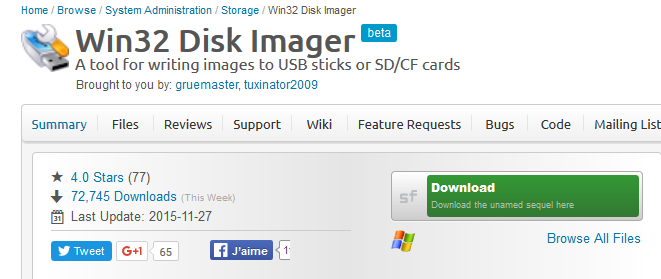 Home / Browse / System Administration / Storage / Win32 Disk Imager
Win32 Disk Imager beta
A tool for writing images to USB sticks or SD/CF cards
Brought to you by: gruemaster, tuxinator2009
Summary Files Reviews Support Wiki Feature Requests Bugs Code Mailing Lis
4.0 Stars (77)
72,745 Downloads (This Week)
31 Last Update: 2015-11-27
sf Download
Download the unamed sequel here
Tweet G+1 65 J'aime
Browse All Files